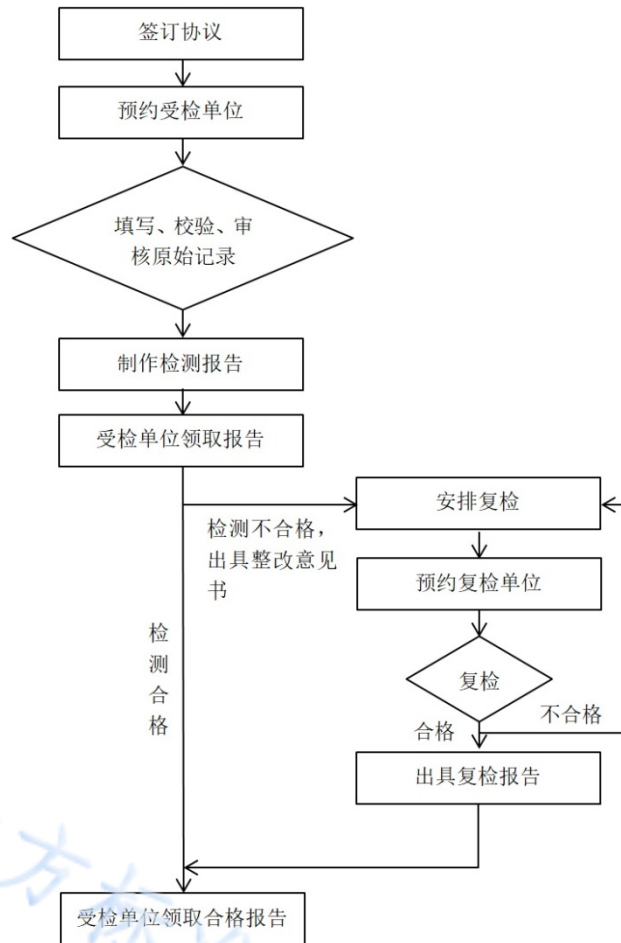 签订协议
预约受检单位
填写、校验、审
核原始记录
制作检测报告
受检单位领取报告
安排复检
检测不合格，
出具整改意见
书
预约复检单位
检
测
合
格
复检
合格
不合格
出具复检报告
受检单位领取合格报告
方标